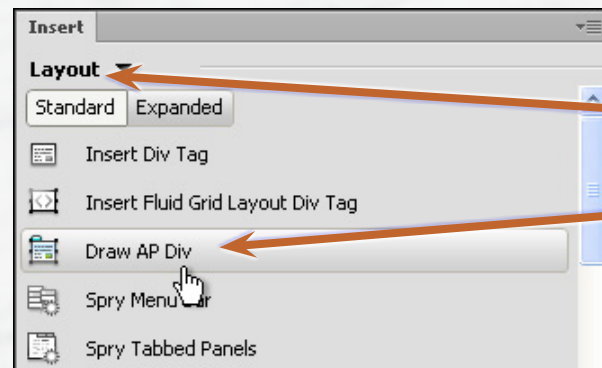 Insert
Layout
Standard Expanded
Insert Div Tag
Insert Fluid Grid Layout Div Tag
Draw AP Div
Spry Menu Bar
Spry Tabbed Panels